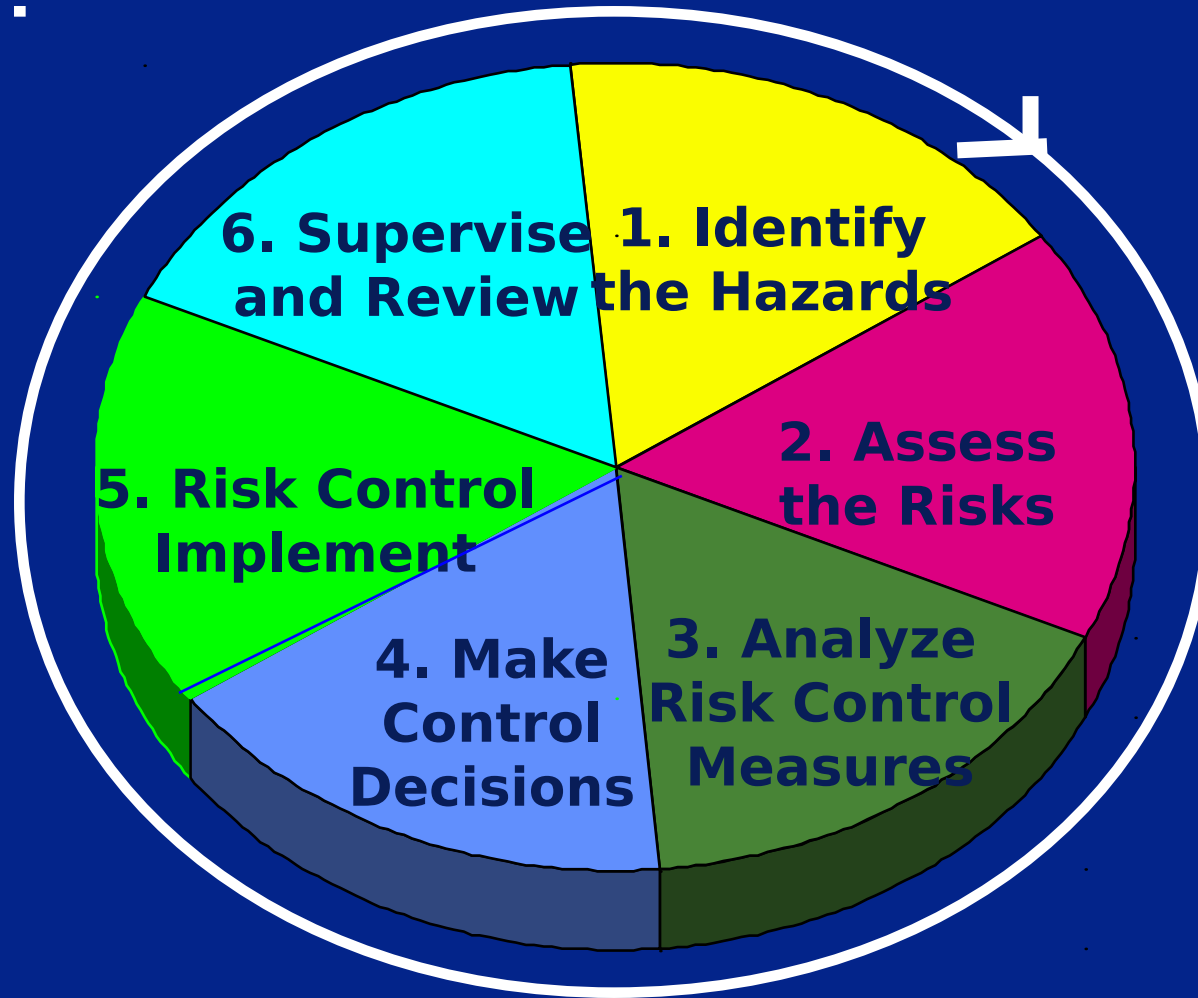 1. Identify
the Hazards
2. Assess
the Risks
3. Analyze
Risk Control
Measures
4. Make
Control
Decisions
5. Risk Control
Implement
6. Supervise
and Review